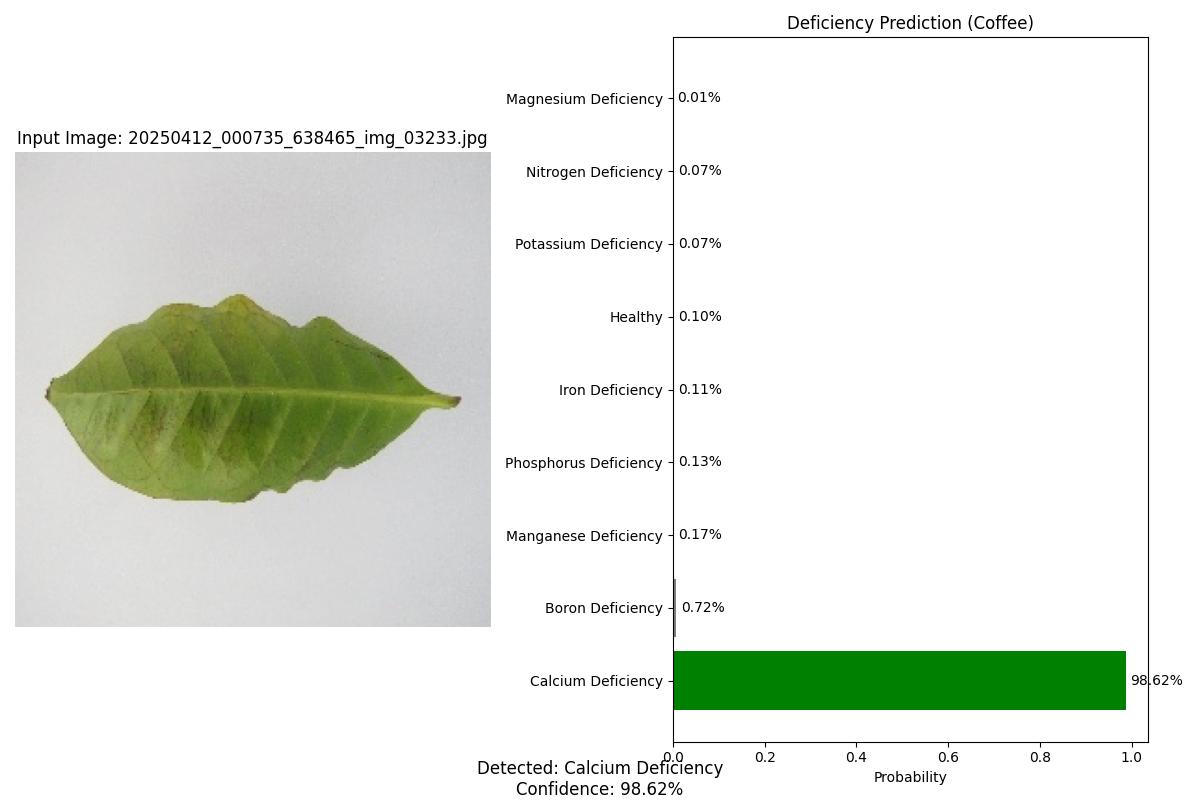 Deficiency Prediction (Coffee)
Input Image: 20250412_000735_638465_img_03233.jpg
Magnesium Deficiency 0.01%
Nitrogen Deficiency 0.07%
Potassium Deficiency 0.07%
Healthy 0.10%
Iron Deficiency 0.11%
Phosphorus Deficiency 0.13%
Manganese Deficiency 0.17%
Boron Deficiency 0.72%
Calcium Deficiency 98.62%
0.0 0.2 0.4 0.6 0.8 1.0
Probability
Detected: Calcium Deficiency
Confidence: 98.62%